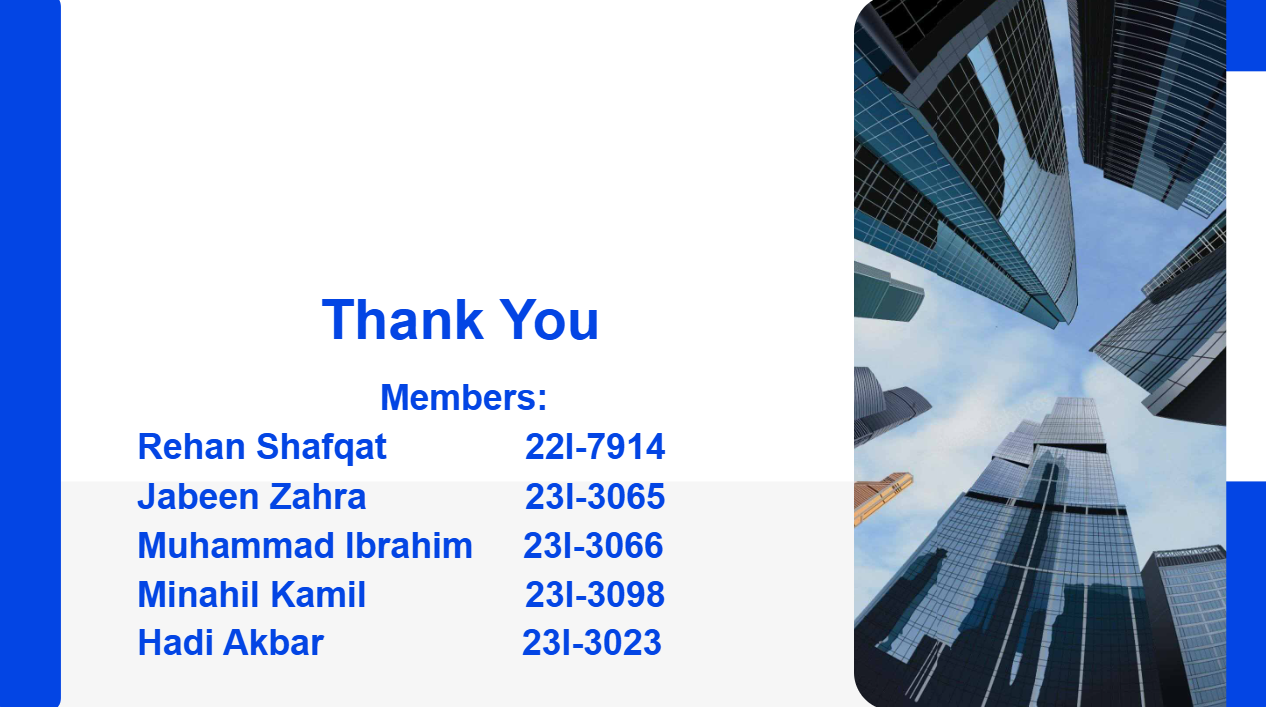 Thank You
Members:
Rehan Shafqat 22I-7914
Jabeen Zahra 23I-3065
Muhammad Ibrahim 23I-3066
Minahil Kamil 23I-3098
Hadi Akbar 23I-3023